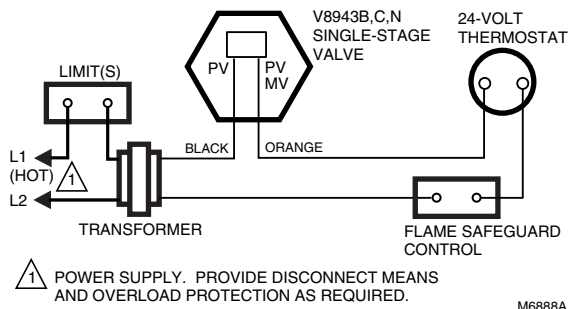 V8943B,C,N
SINGLE-STAGE
VALVE
24-VOLT
THERMOSTAT
LIMIT(S)
PV
PV
MV
BLACK
ORANGE
L1
(HOT)
1
L2
TRANSFORMER
FLAME SAFEGUARD
CONTROL
1 POWER SUPPLY. PROVIDE DISCONNECT MEANS
AND OVERLOAD PROTECTION AS REQUIRED.
M6888A